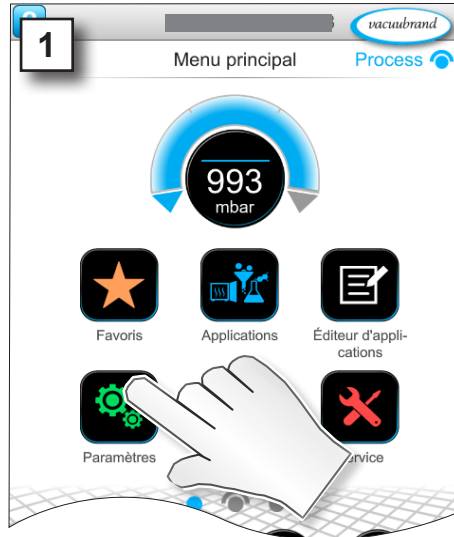 1
vacuubrand
Menu principal
Process
993
mbar
Favoris
Applications
Éditeur d'appli-
cations
Paramètres
rvice